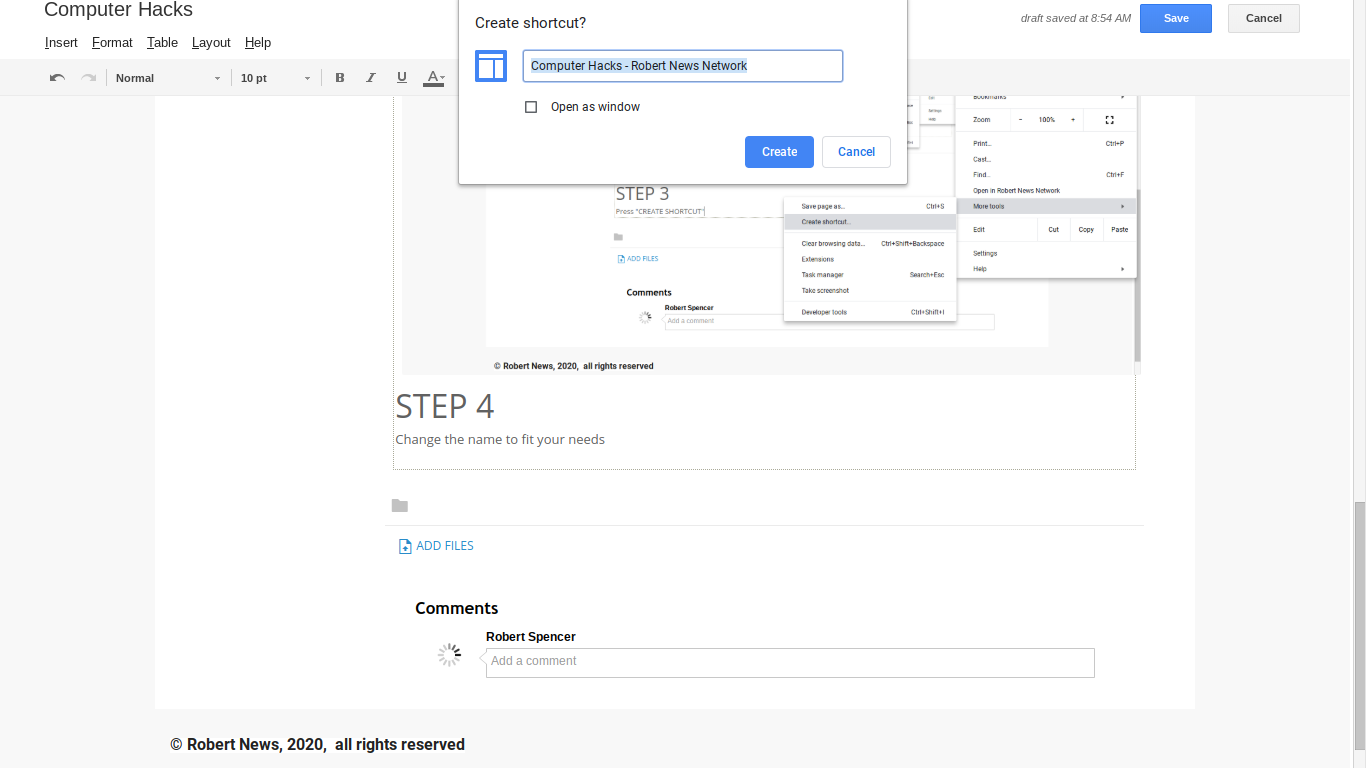 Computer Hacks
draft saved at 8:54 AM
Save
Cancel
Insert Format Table Layout Help
Normal 10 pt B I U A
Create shortcut?
Computer Hacks - Robert News Network
Open as window
Create Cancel
Bookmarks
Zoom - 100% +
Print... Ctrl+P
Cast...
Find... Ctrl+F
Open in Robert News Network
More tools
Edit Cut Copy Paste
Settings
Help
STEP 3
Press "CREATE SHORTCUT"
Save page as... Ctrl+S
Create shortcut...
Clear browsing data... Ctrl+Shift+Backspace
Extensions
Task manager Search+Esc
Take screenshot
Developer tools Ctrl+Shift+I
ADD FILES
Comments
Robert Spencer
Add a comment
© Robert News, 2020, all rights reserved
STEP 4
Change the name to fit your needs
ADD FILES
Comments
Robert Spencer
Add a comment
© Robert News, 2020, all rights reserved